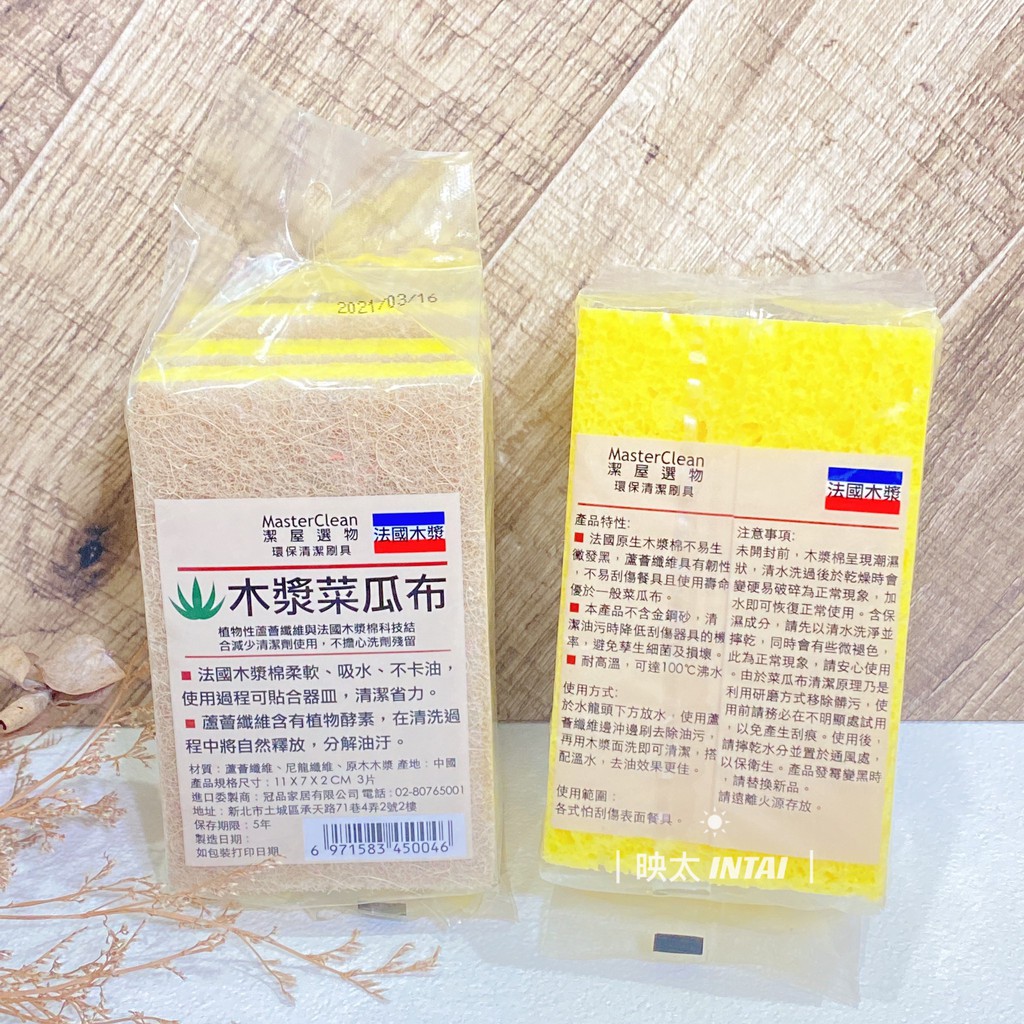 2021/03/16
MasterClean
潔屋選物
環保清潔刷具
法國木漿
木漿菜瓜布
植物性蘆薈纖維與法國木漿棉科技結
合減少清潔劑使用，不擔心洗劑殘留
■ 法國木漿棉柔軟、吸水、不卡油，
使用過程可貼合器皿，清潔省力。
■ 蘆薈纖維含有植物酵素，在清洗過
程中將自然釋放，分解油汙。
材質：蘆薈纖維、尼龍纖維、原木木漿 產地：中國
產品規格尺寸：11 X 7 X 2 CM 3片
進口委製商：冠品家居有限公司 電話：02-80765001
地址：新北市土城區承天路71巷4弄2號2樓
保存期限：5年
製造日期：
如包裝打印日期
6 971583 450046
MasterClean
潔屋選物
環保清潔刷具
法國木漿
產品特性：
■ 法國原生木漿棉不易生
黴發黑，蘆薈纖維具有韌性
，不易刮傷餐具且使用壽命
優於一般菜瓜布。
■ 本產品不含金鋼砂，清
潔油污時降低刮傷器具的機
率，避免孳生細菌及損壞。
■ 耐高溫，可達100℃沸水
使用方式：
於水龍頭下方放水，使用蘆
薈纖維邊沖邊刷去除油污，
再用木漿面洗即可清潔，搭
配溫水，去油效果更佳。
使用範圍：
各式怕刮傷表面餐具。
注意事項：
未開封前，木漿棉呈現潮濕
狀，清水洗過後於乾燥時會
變硬易破碎為正常現象，加
水即可恢復正常使用。含保
濕成分，請先以清水洗淨並
擰乾，同時會有些微褪色，
此為正常現象，請安心使用
。由於菜瓜布清潔原理乃是
利用研磨方式移除髒污，使
用前請務必在不明顯處試用
，以免產生刮痕。使用後，
請擰乾水分並置於通風處，
以保衛生。產品發霉變黑時
，請替換新品。
請遠離火源存放。
｜映太 INTAI｜